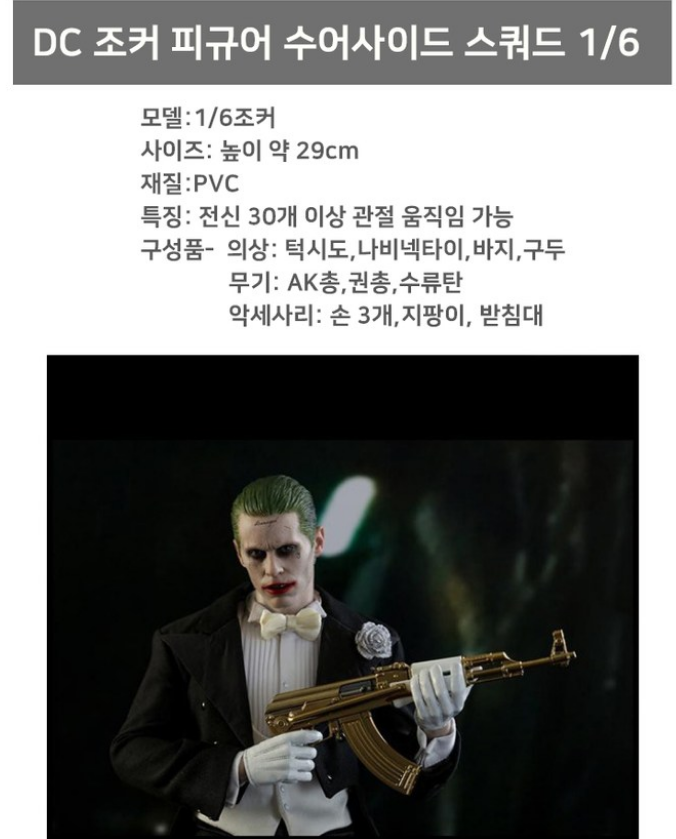 DC 조커 피규어 수어사이드 스쿼드 1/6
모델:1/6조커
사이즈: 높이 약 29cm
재질:PVC
특징: 전신 30개 이상 관절 움직임 가능
구성품- 의상: 턱시도,나비넥타이,바지,구두
무기: AK총,권총,수류탄
악세사리: 손 3개,지팡이, 받침대